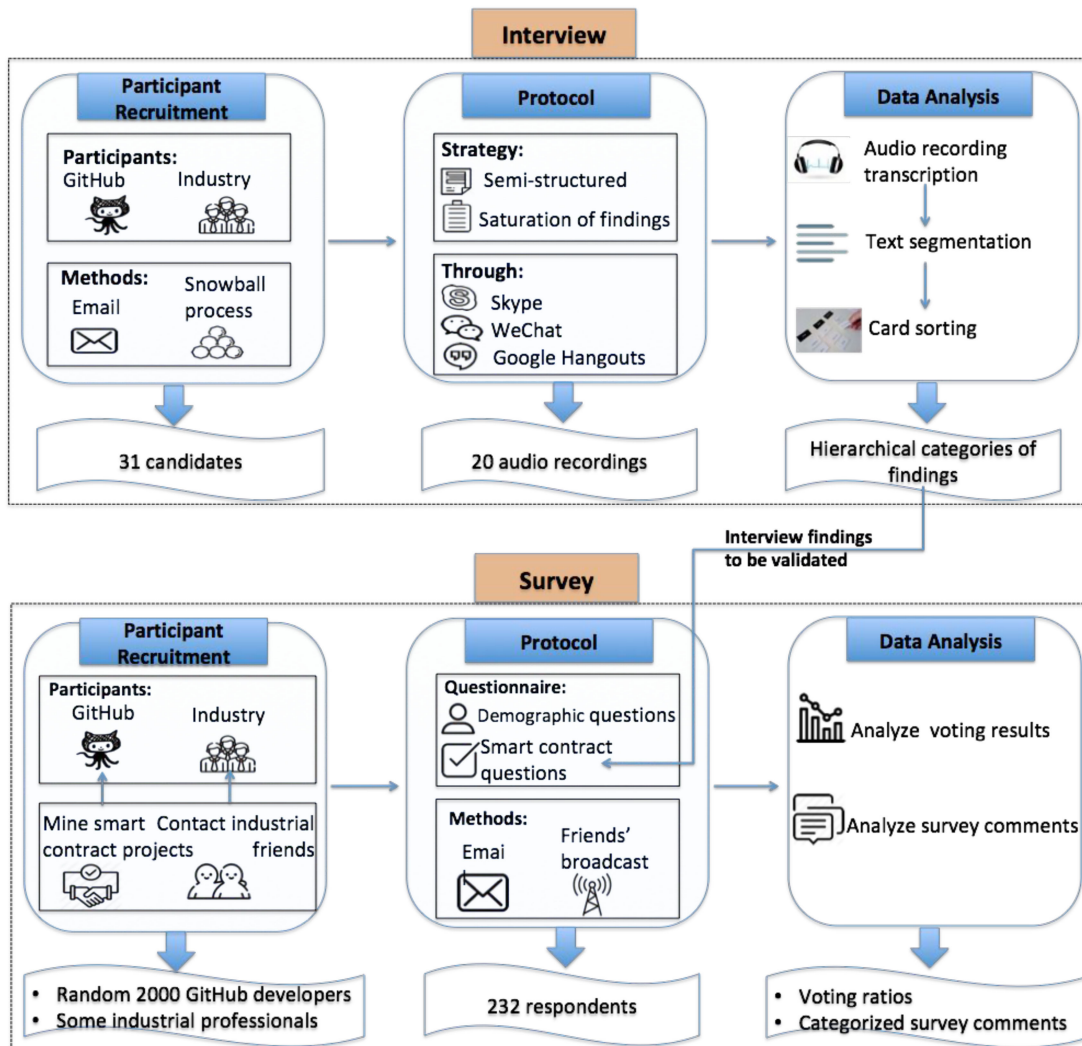 Interview
Participant
Recruitment
Participants:
GitHub
Industry
Methods:
Email
Snowball
process
31 candidates
Protocol
Strategy:
Semi-structured
Saturation of findings
Through:
Skype
WeChat
Google Hangouts
20 audio recordings
Data Analysis
Audio recording
transcription
Text segmentation
Card sorting
Hierarchical categories of
findings
Interview findings
to be validated
Survey
Participant
Recruitment
Participants:
GitHub
Industry
Mine smart
contract projects
Contact industrial
friends
• Random 2000 GitHub developers
• Some industrial professionals
Protocol
Questionnaire:
Demographic questions
Smart contract
questions
Methods:
Emai
l
Friends’
broadcast
232 respondents
Data Analysis
Analyze voting results
Analyze survey comments
• Voting ratios
• Categorized survey comments